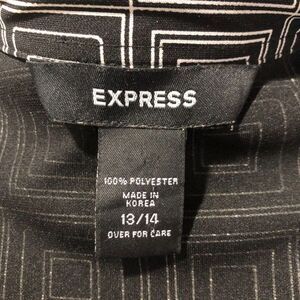 EXPRESS
100% POLYESTER
MADE IN
KOREA
13/14
OVER FOR CARE